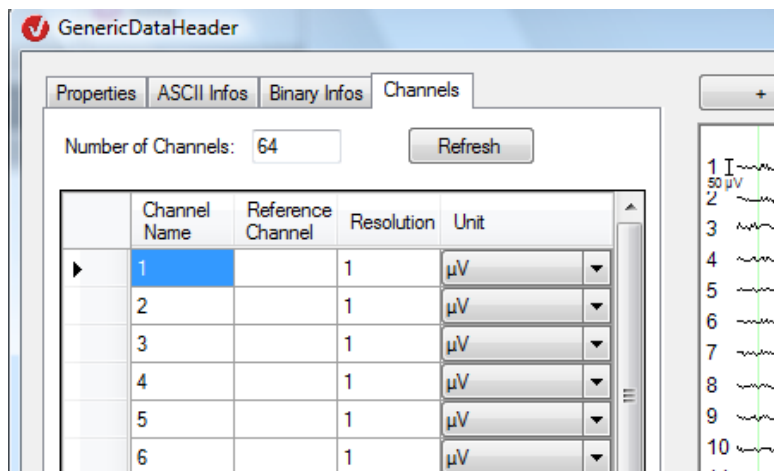 GenericDataHeader
Properties ASCII Infos Binary Infos Channels
+
Number of Channels: 64 Refresh
Channel Name Reference Channel Resolution Unit
1 1 µV
2 1 µV
3 1 µV
4 1 µV
5 1 µV
6 1 µV
1
50 µV
2
3
4
5
6
7
8
9
10